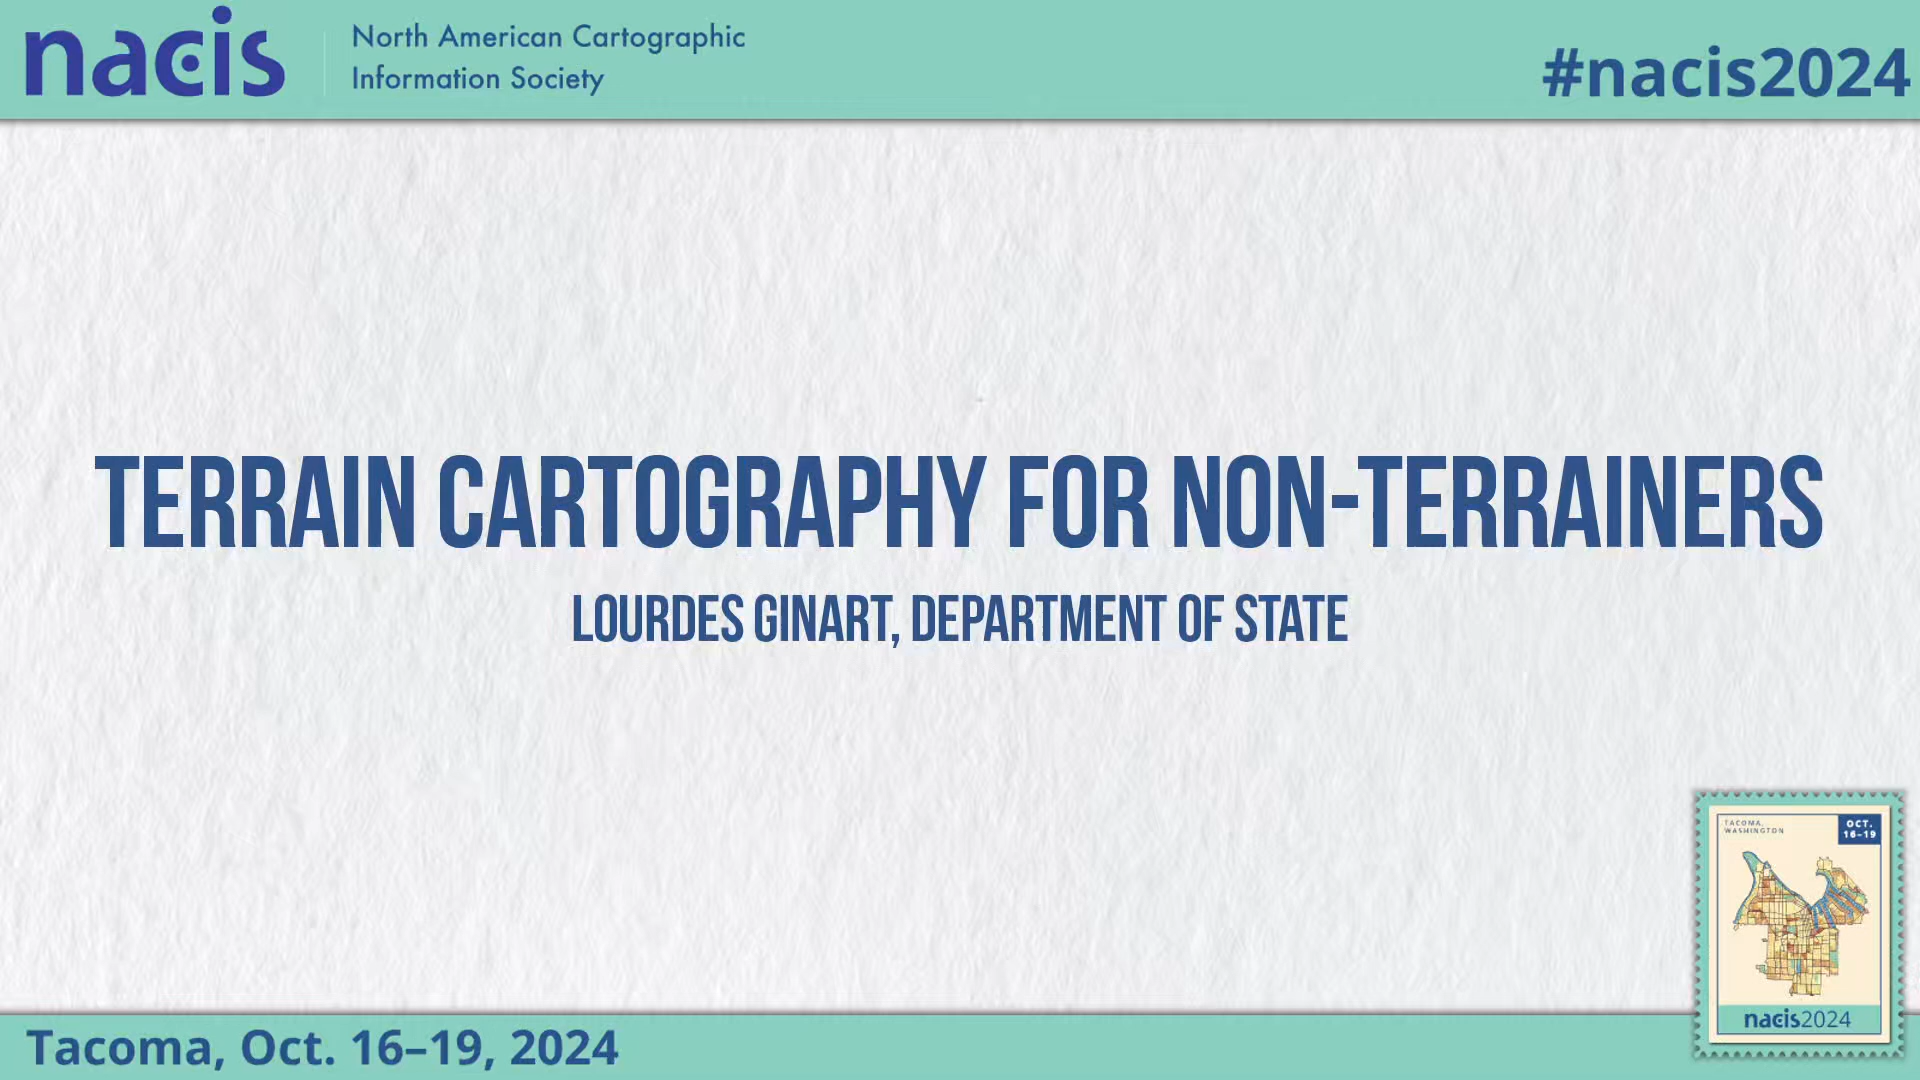 nacis
North American Cartographic
Information Society
#nacis2024
TERRAIN CARTOGRAPHY FOR NON-TERRAINERS
LOURDES GINART, DEPARTMENT OF STATE
TACOMA,
WASHINGTON
OCT.
16–19
nacis2024
Tacoma, Oct. 16–19, 2024